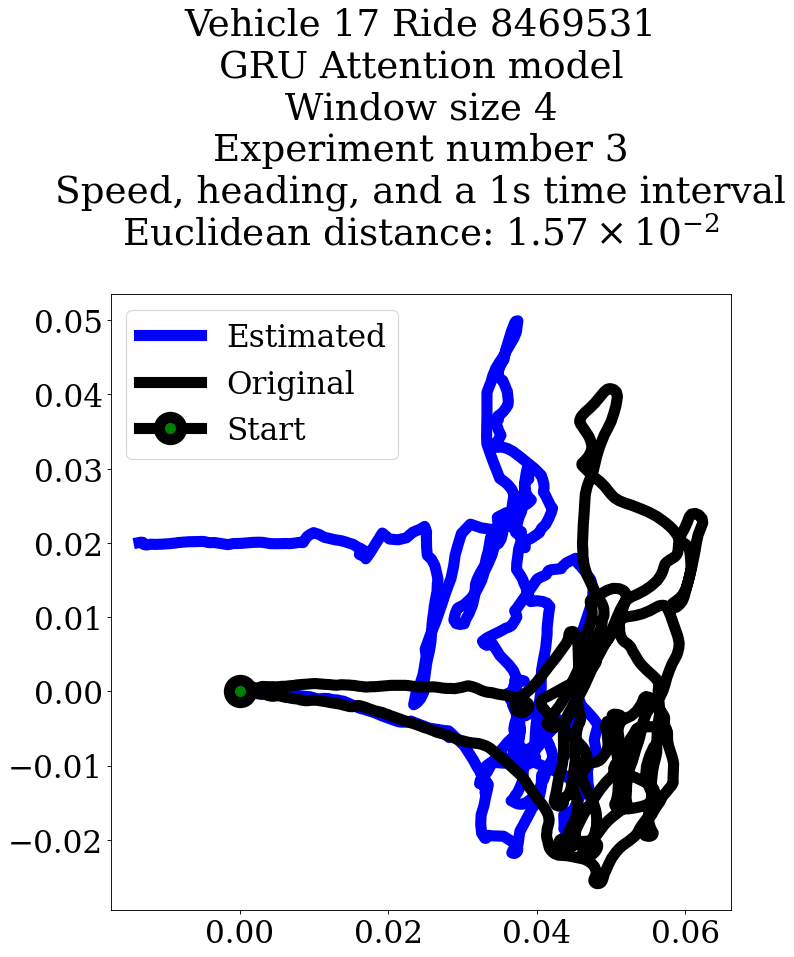 Vehicle 17 Ride 8469531
GRU Attention model
Window size 4
Experiment number 3
Speed, heading, and a 1s time interval
Euclidean distance: 1.57 × 10⁻²
Estimated
Original
Start
0.05
0.04
0.03
0.02
0.01
0.00
−0.01
−0.02
0.00 0.02 0.04 0.06